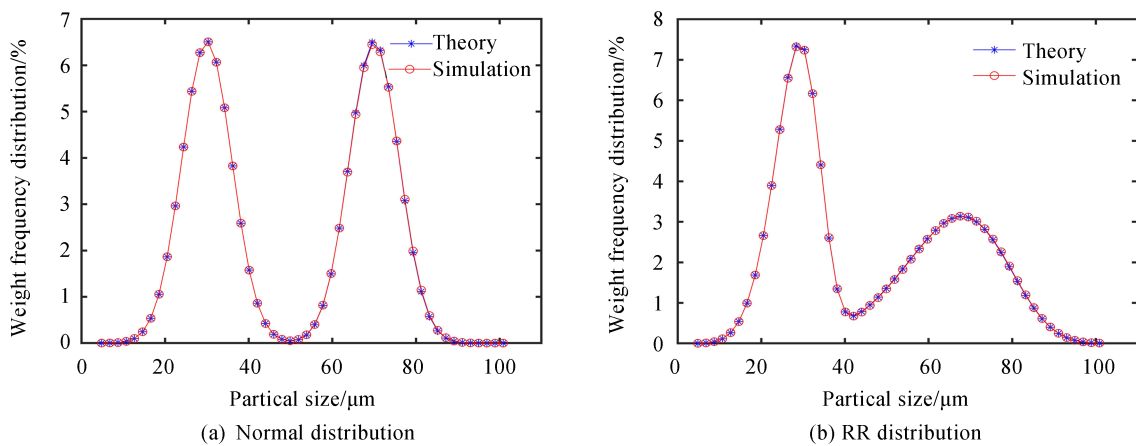 7
6
5
4
3
2
1
0
Weight frequency distribution/%
Theory
Simulation
0 20 40 60 80 100
Partical size/μm
(a) Normal distribution
8
7
6
5
4
3
2
1
0
Weight frequency distribution/%
Theory
Simulation
0 20 40 60 80 100
Partical size/μm
(b) RR distribution